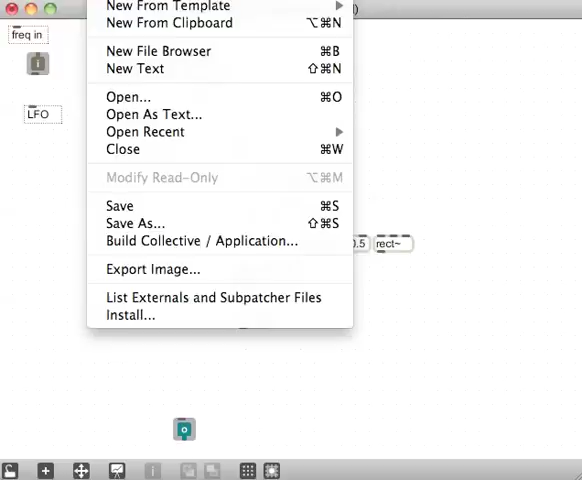 New From Template
New From Clipboard ⌥⌘N
New File Browser ⌘B
New Text ⇧⌘N
Open... ⌘O
Open As Text...
Open Recent
Close ⌘W
Modify Read-Only ⌥⌘M
Save ⌘S
Save As... ⇧⌘S
Build Collective / Application...
Export Image...
List Externals and Subpatcher Files
Install...
freq in
i
LFO
0.5
rect~
o
i